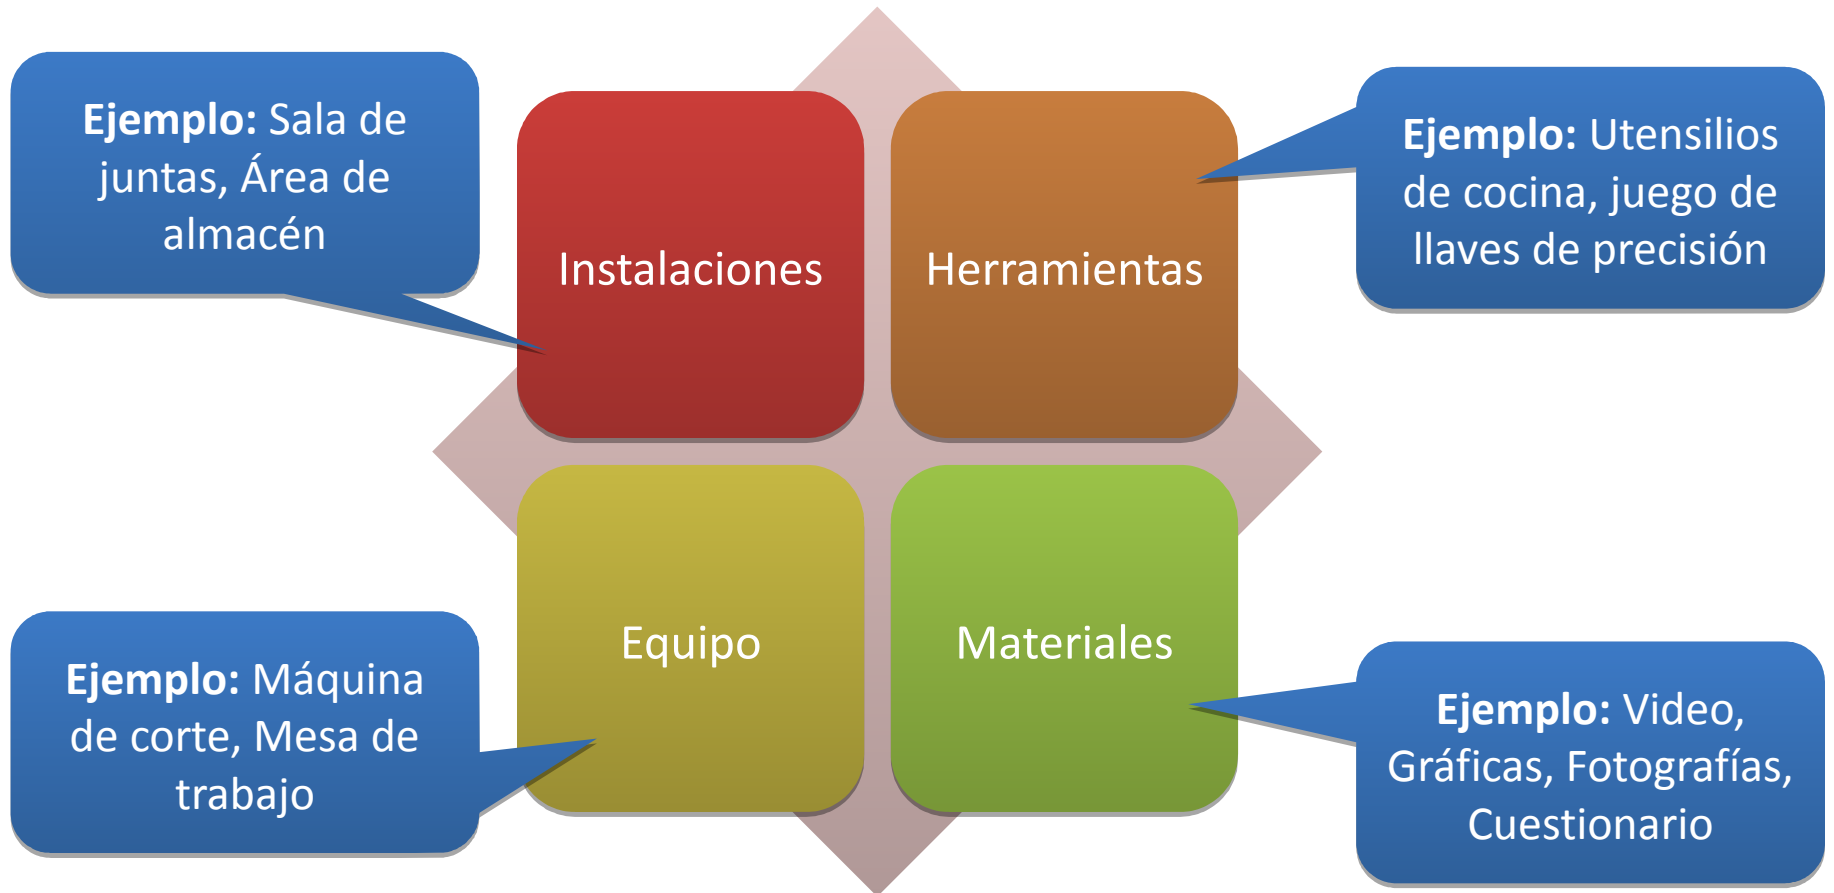 Ejemplo: Sala de
juntas, Área de
almacén
Instalaciones
Herramientas
Ejemplo: Utensilios
de cocina, juego de
llaves de precisión
Ejemplo: Máquina
de corte, Mesa de
trabajo
Equipo
Materiales
Ejemplo: Video,
Gráficas, Fotografías,
Cuestionario